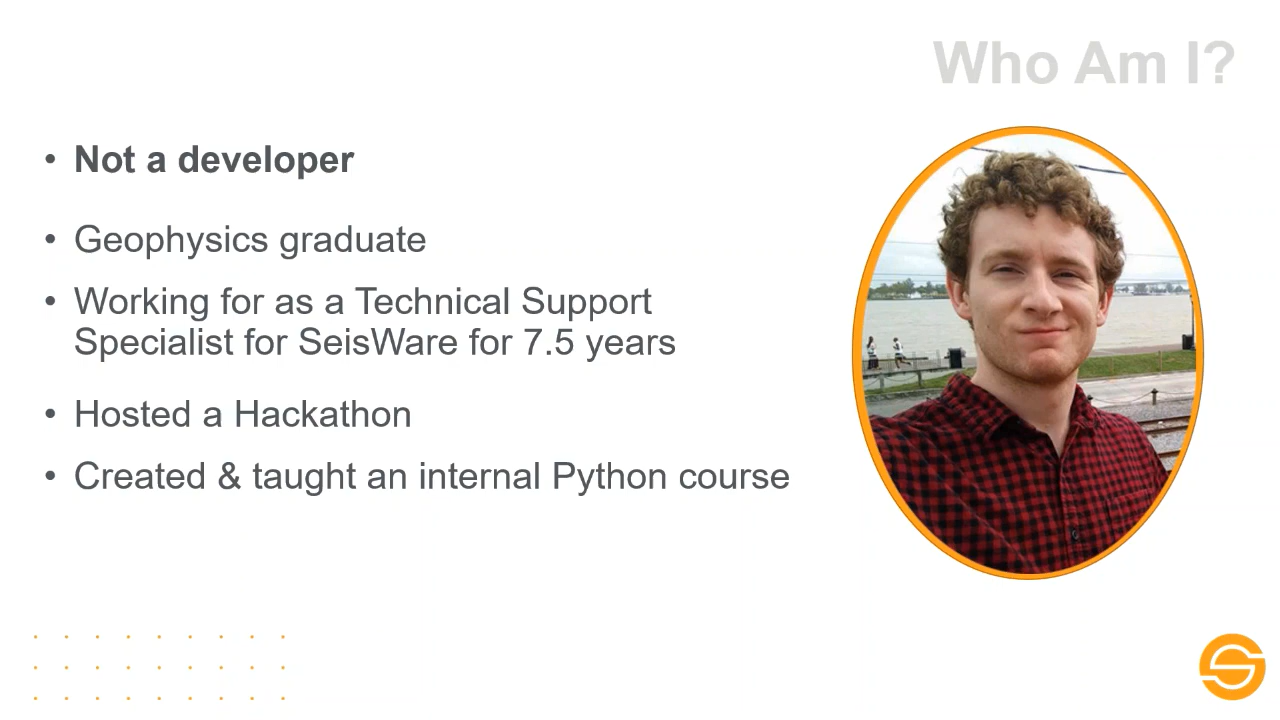 Who Am I?
• Not a developer
• Geophysics graduate
• Working for as a Technical Support
Specialist for SeisWare for 7.5 years
• Hosted a Hackathon
• Created & taught an internal Python course